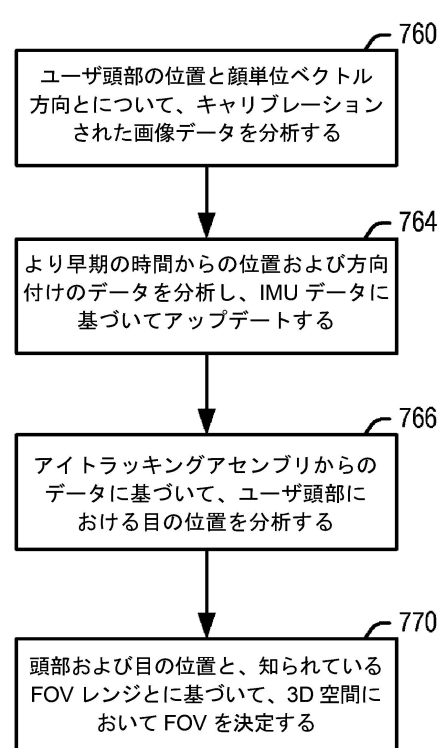 760
ユーザ頭部の位置と顔単位ベクトル
方向とについて、キャリブレーション
された画像データを分析する
764
より早期の時間からの位置および方向
付けのデータを分析し、IMU データに
基づいてアップデートする
766
アイトラッキングアセンブリからの
データに基づいて、ユーザ頭部に
おける目の位置を分析する
770
頭部および目の位置と、知られている
FOV レンジとに基づいて、3D 空間に
おいて FOV を決定する